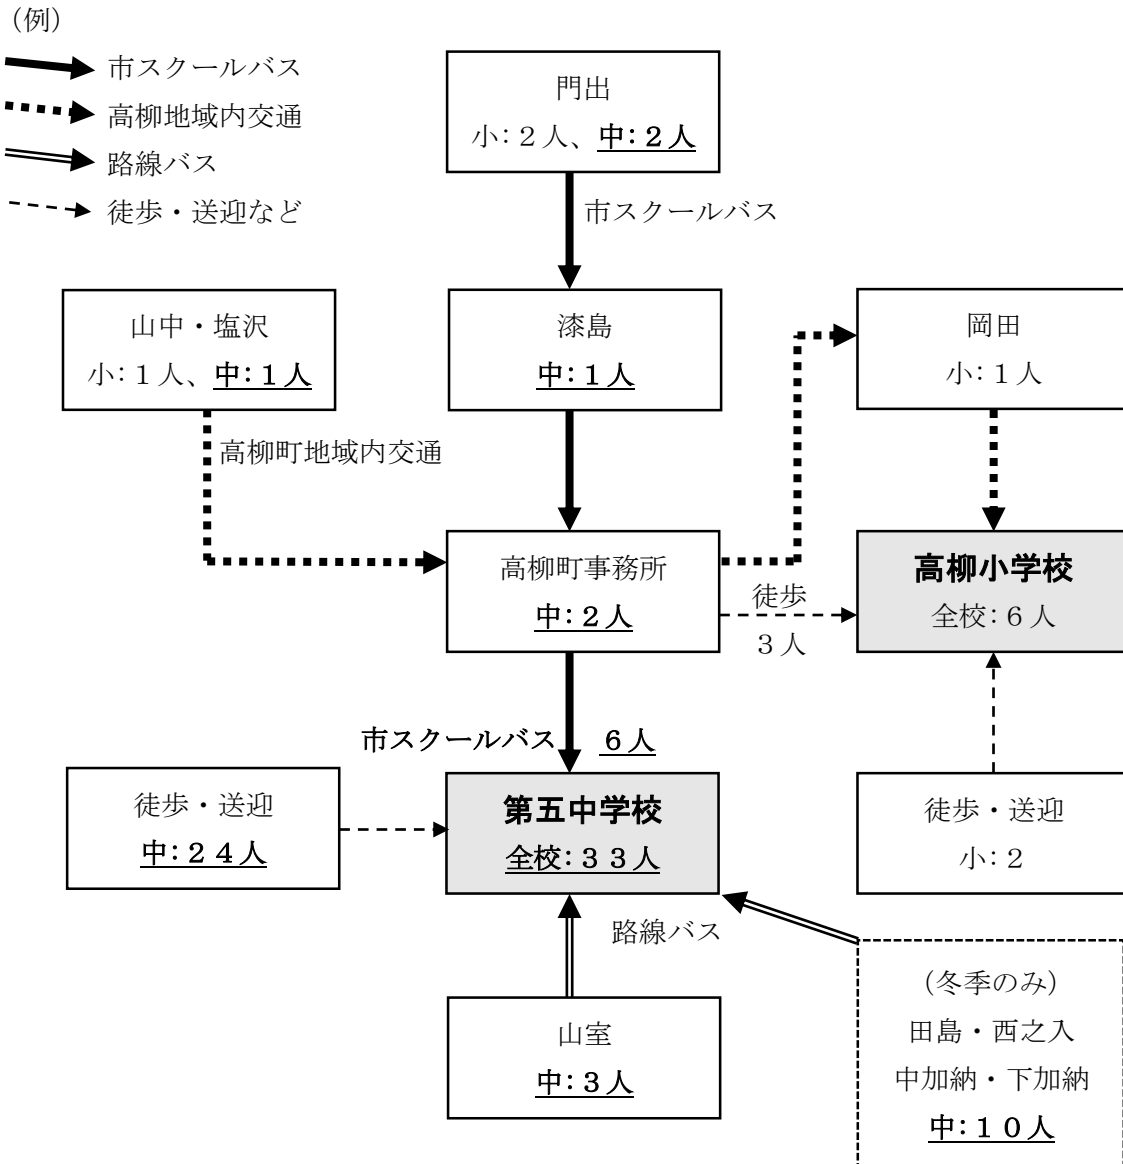 （例）
市スクールバス
高柳地域内交通
路線バス
徒歩・送迎など
門出
小：２人、中：２人
市スクールバス
山中・塩沢
小：１人、中：１人
漆島
中：１人
岡田
小：１人
高柳町地域内交通
高柳町事務所
中：２人
徒歩
３人
高柳小学校
全校：６人
市スクールバス　６人
徒歩・送迎
中：２４人
第五中学校
全校：３３人
徒歩・送迎
小：２
路線バス
山室
中：３人
（冬季のみ）
田島・西之入
中加納・下加納
中：１０人